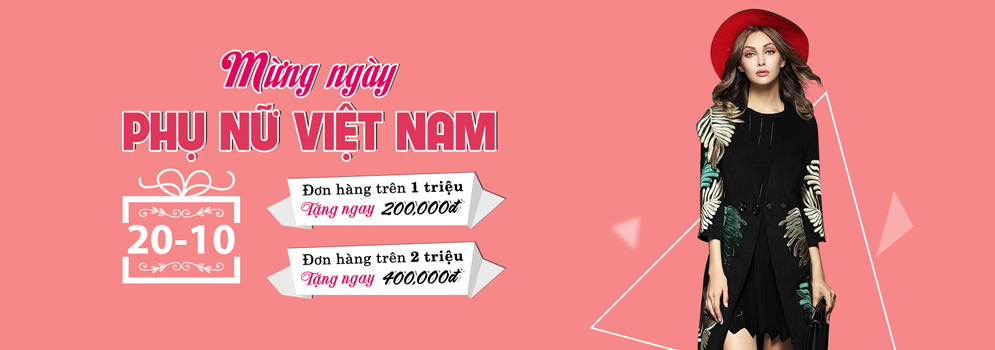 Mừng ngày
PHỤ NỮ VIỆT NAM
20-10
Đơn hàng trên 1 triệu
Tặng ngay 200,000đ
Đơn hàng trên 2 triệu
Tặng ngay 400,000đ